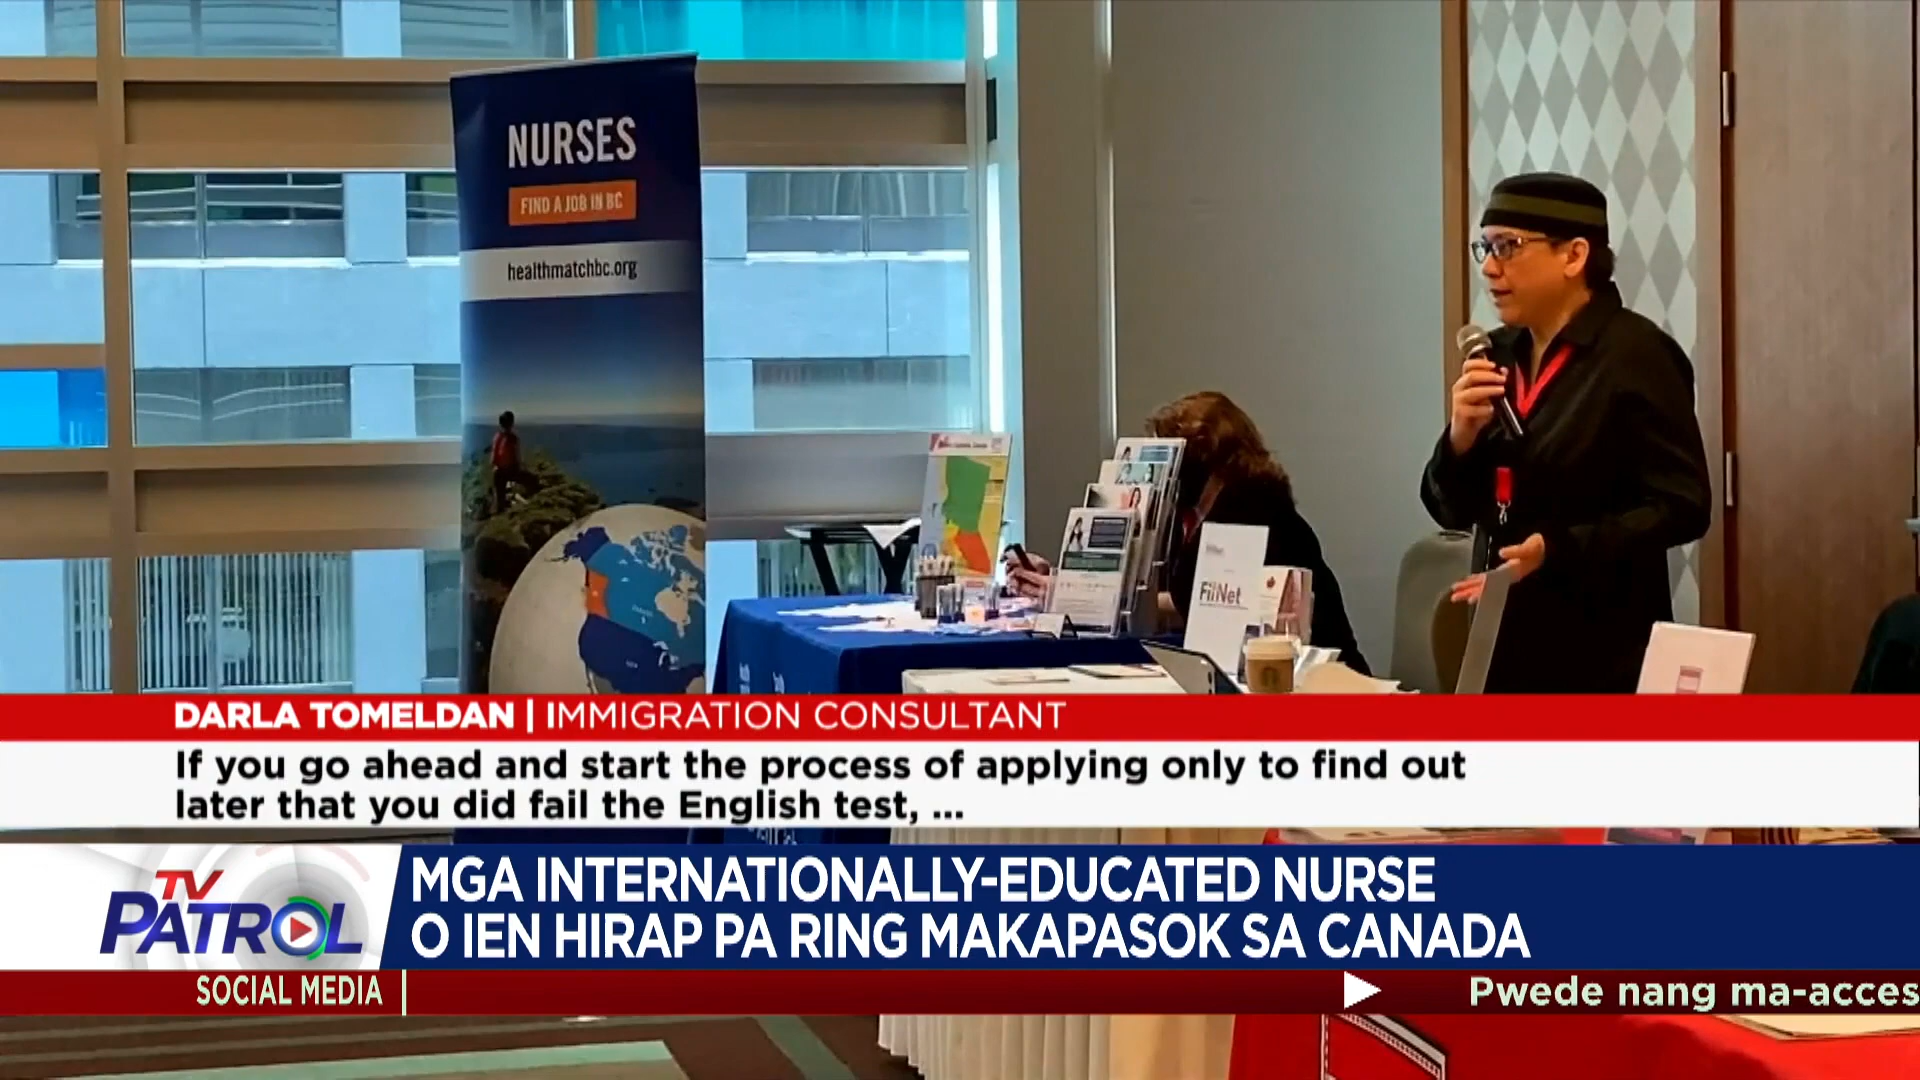 NURSES
FIND A JOB IN BC
healthmatchbc.org
FilNet
DARLA TOMELDAN | IMMIGRATION CONSULTANT
If you go ahead and start the process of applying only to find out
later that you did fail the English test, ...
TV PATROL
MGA INTERNATIONALLY-EDUCATED NURSE
O IEN HIRAP PA RING MAKAPASOK SA CANADA
SOCIAL MEDIA
Pwede nang ma-acces